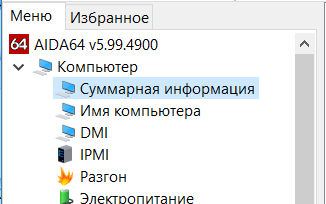 Меню Избранное
64 AIDA64 v5.99.4900
Компьютер
Суммарная информация
Имя компьютера
DMI
IPMI
Разгон
Электропитание